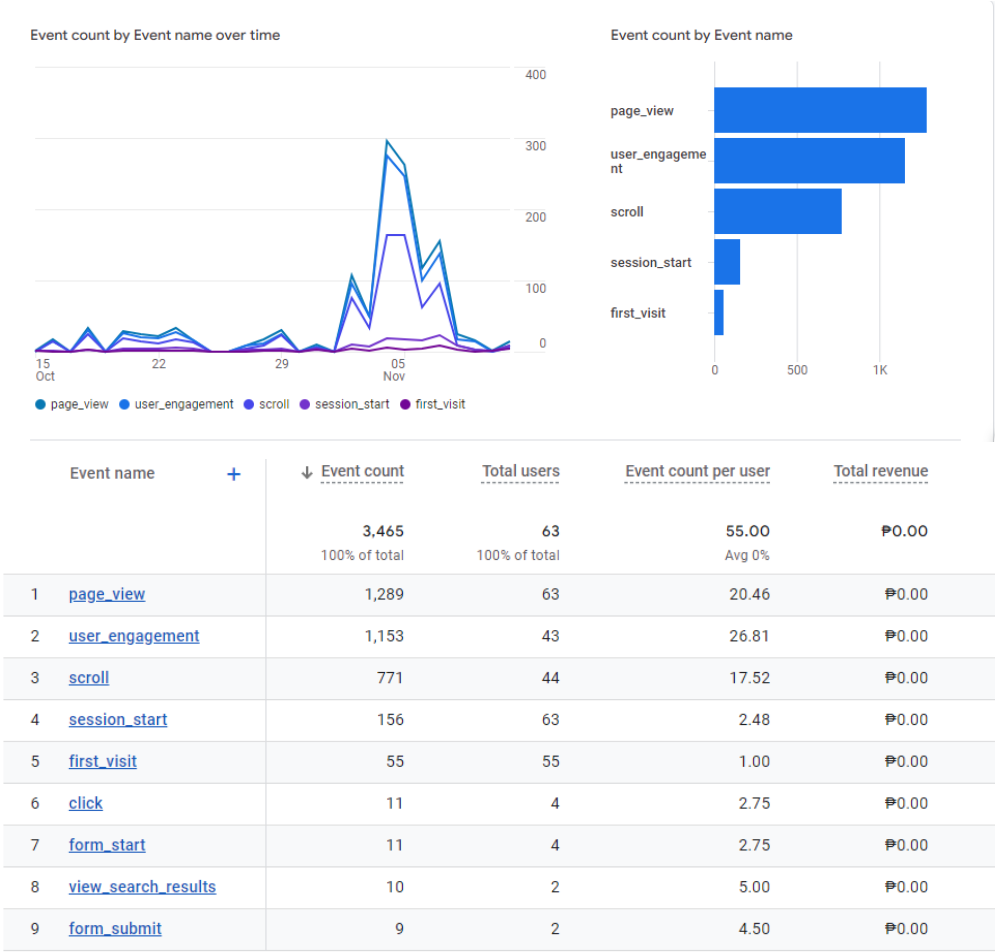 Event count by Event name over time
400
300
200
100
0
15
Oct
22
29
05
Nov
page_view user_engagement scroll session_start first_visit
Event count by Event name
page_view
user_engageme
nt
scroll
session_start
first_visit
0 500 1K
Event name + ↓ Event count Total users Event count per user Total revenue
3,465 63 55.00 ₱0.00
100% of total 100% of total Avg 0%
1 page_view 1,289 63 20.46 ₱0.00
2 user_engagement 1,153 43 26.81 ₱0.00
3 scroll 771 44 17.52 ₱0.00
4 session_start 156 63 2.48 ₱0.00
5 first_visit 55 55 1.00 ₱0.00
6 click 11 4 2.75 ₱0.00
7 form_start 11 4 2.75 ₱0.00
8 view_search_results 10 2 5.00 ₱0.00
9 form_submit 9 2 4.50 ₱0.00